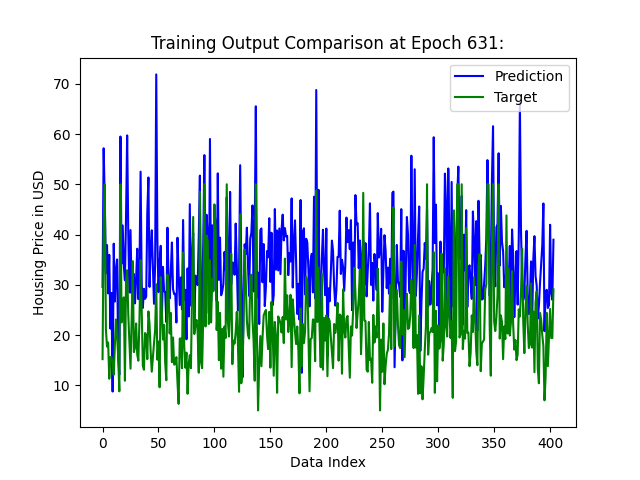 Training Output Comparison at Epoch 631:
Prediction
Target
Housing Price in USD
70
60
50
40
30
20
10
0 50 100 150 200 250 300 350 400
Data Index